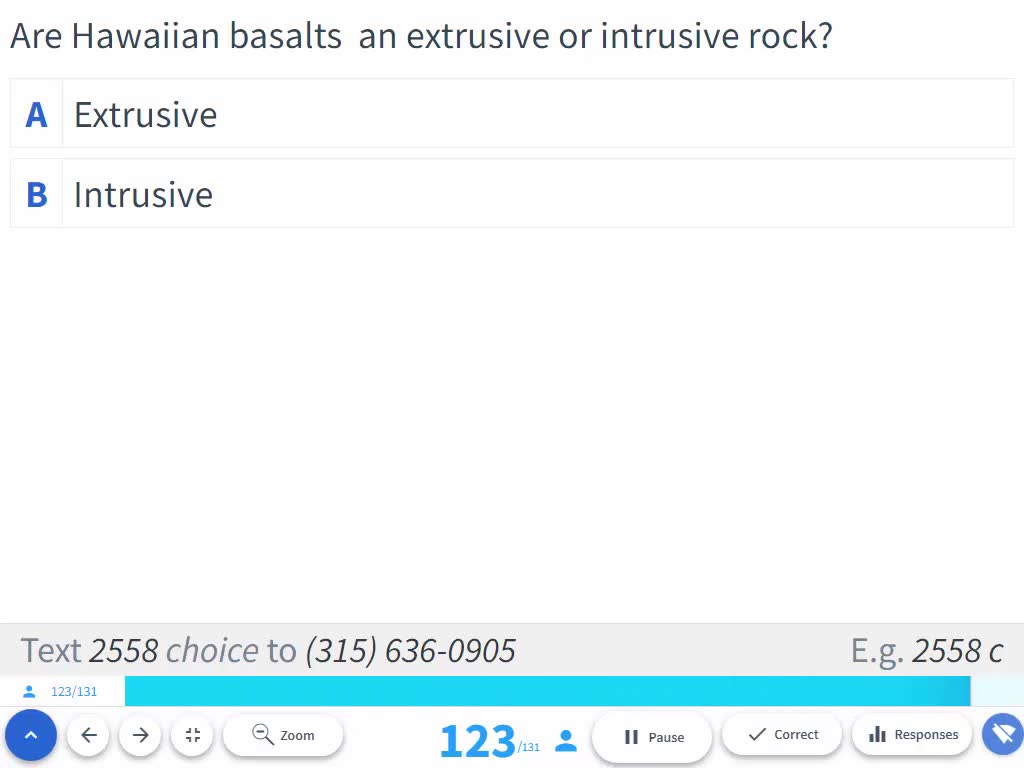 Are Hawaiian basalts  an extrusive or intrusive rock?
A Extrusive
B Intrusive
Text 2558 choice to (315) 636-0905 E.g. 2558 c
123/131
Zoom 123/131 Pause Correct Responses